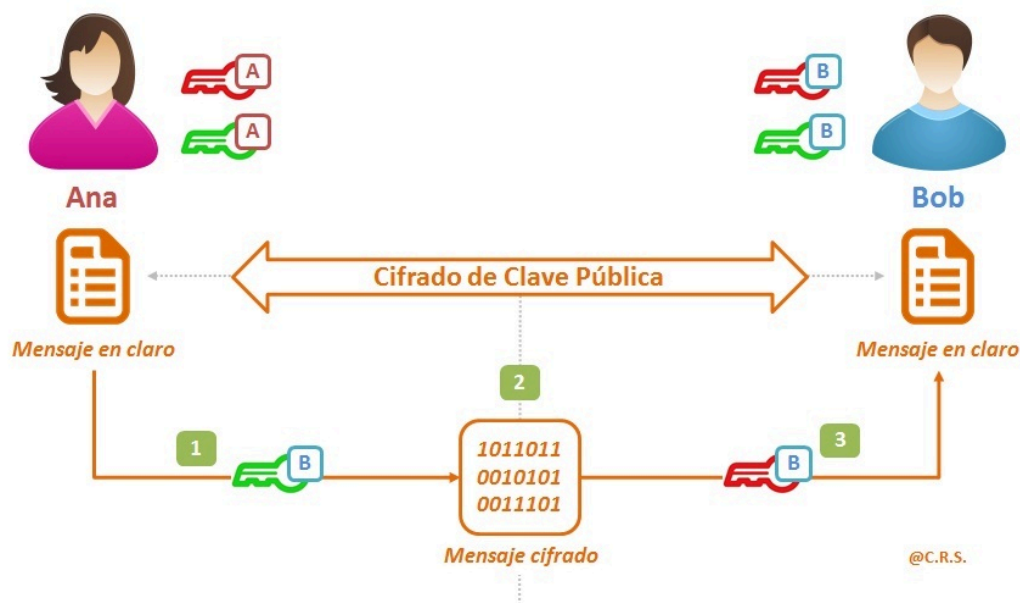 A
B
A
B
Ana
Bob
Cifrado de Clave Pública
Mensaje en claro
Mensaje en claro
2
1
3
B
B
1011011
0010101
0011101
Mensaje cifrado
@C.R.S.